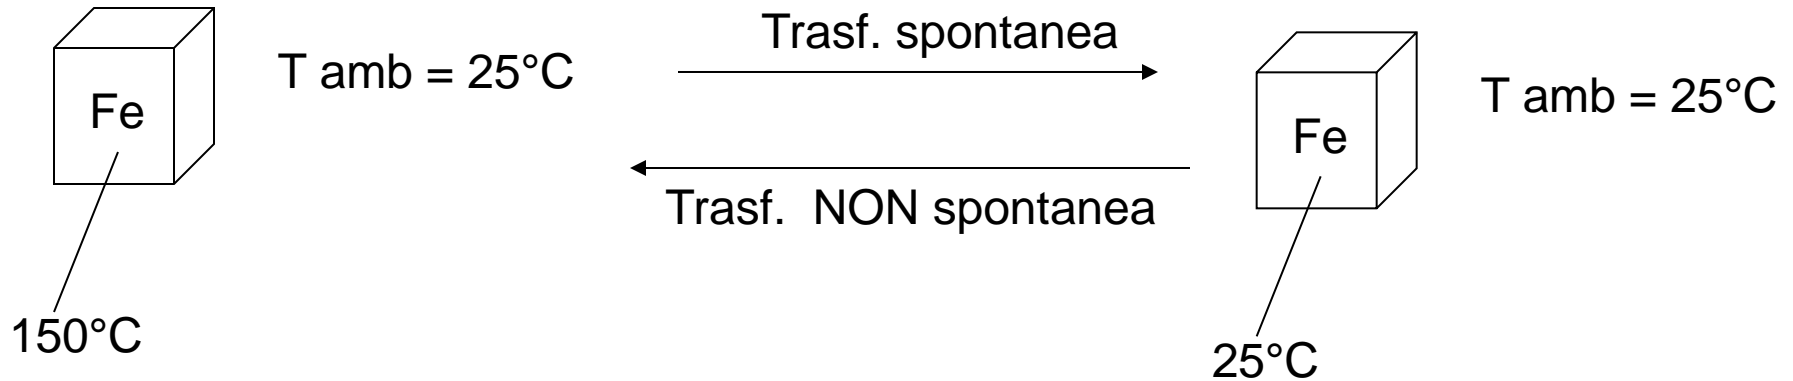 Trasf. spontanea
T amb = 25°C
T amb = 25°C
Fe
Fe
Trasf. NON spontanea
150°C
25°C